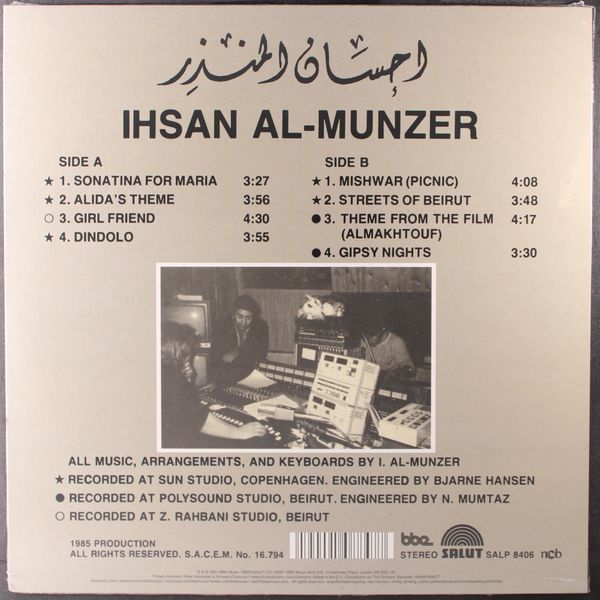 احسان المنذر
IHSAN AL-MUNZER
SIDE A
★ 1. SONATINA FOR MARIA 3:27
★ 2. ALIDA'S THEME 3:56
○ 3. GIRL FRIEND 4:30
★ 4. DINDOLO 3:55
SIDE B
★ 1. MISHWAR (PICNIC) 4:08
★ 2. STREETS OF BEIRUT 3:48
● 3. THEME FROM THE FILM 4:17
(ALMAKHTOUF)
● 4. GIPSY NIGHTS 3:30
ALL MUSIC, ARRANGEMENTS, AND KEYBOARDS BY I. AL-MUNZER
★ RECORDED AT SUN STUDIO, COPENHAGEN. ENGINEERED BY BJARNE HANSEN
● RECORDED AT POLYSOUND STUDIO, BEIRUT. ENGINEERED BY N. MUMTAZ
○ RECORDED AT Z. RAHBANI STUDIO, BEIRUT
1985 PRODUCTION
ALL RIGHTS RESERVED. S.A.C.E.M. No. 16.794
bbe
STEREO SALUT SALP 8406 ncb